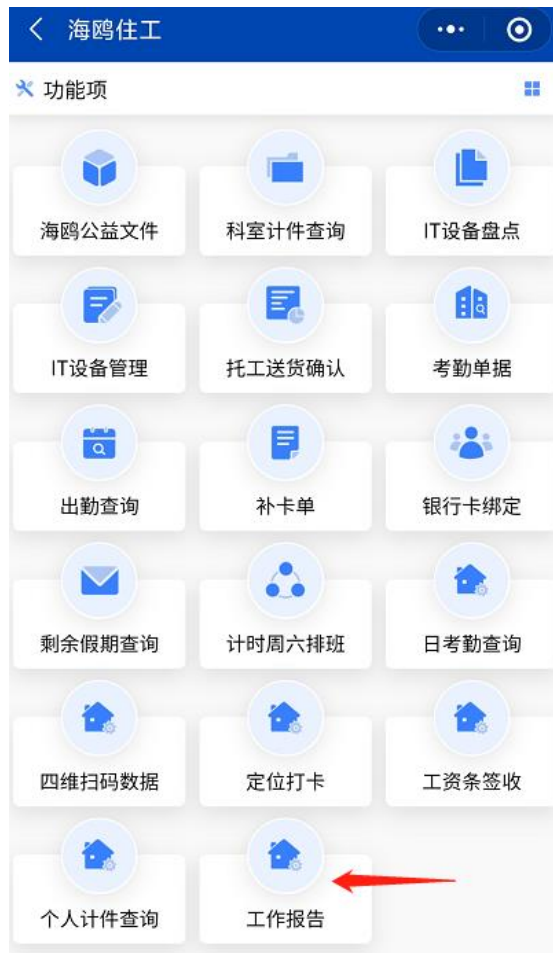 海鸥住工
功能项
海鸥公益文件
科室计件查询
IT设备盘点
IT设备管理
托工送货确认
考勤单据
出勤查询
补卡单
银行卡绑定
剩余假期查询
计时周六排班
日考勤查询
四维扫码数据
定位打卡
工资条签收
个人计件查询
工作报告